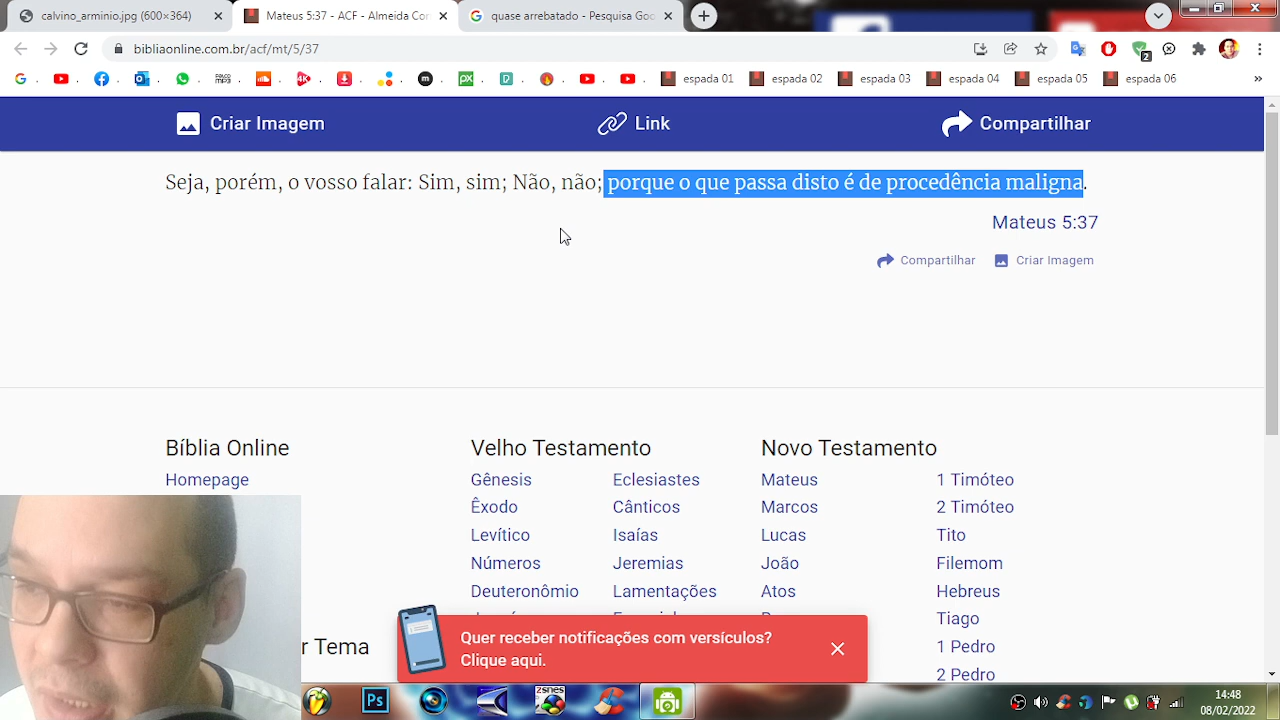 calvino_arminio.jpg (600×364)
Mateus 5:37 - ACF - Almeida Cor
quase arrebatado - Pesquisa Goo
bibliaonline.com.br/acf/mt/5/37
espada 01
espada 02
espada 03
espada 04
espada 05
espada 06
Criar Imagem
Link
Compartilhar
Seja, porém, o vosso falar: Sim, sim; Não, não; porque o que passa disto é de procedência maligna.
Mateus 5:37
Compartilhar
Criar Imagem
Bíblia Online
Homepage
r Tema
Velho Testamento
Gênesis
Êxodo
Levítico
Números
Deuteronômio
Eclesiastes
Cânticos
Isaías
Jeremias
Lamentações
Novo Testamento
Mateus
Marcos
Lucas
João
Atos
1 Timóteo
2 Timóteo
Tito
Filemom
Hebreus
Tiago
1 Pedro
2 Pedro
Quer receber notificações com versículos?
Clique aqui.
Ps
2SNES
14:48
08/02/2022